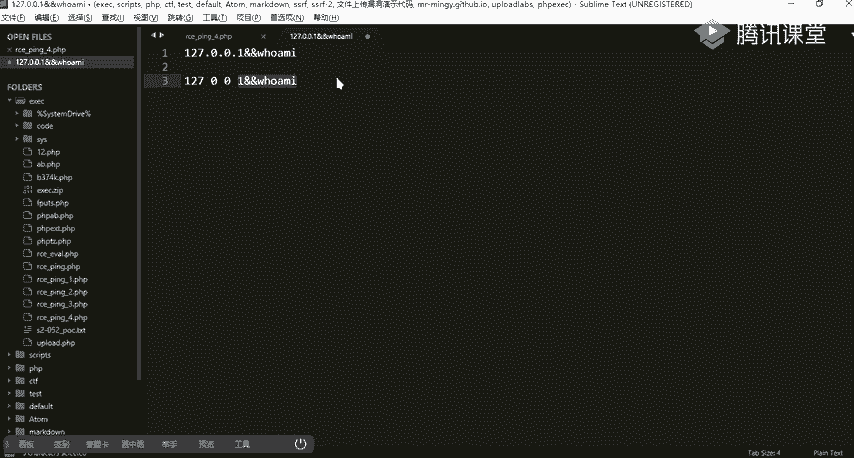 127.0.0.1&&whoami • (exec, scripts, php, ctf, test, default, Atom, markdown, ssrf, ssrf-2, 文件上传漏洞演示代码, mr-mingy.github.io, uploadlabs, phpexec) - Sublime Text (UNREGISTERED)
文件(F) 编辑(E) 选择(S) 查找(I) 视图(V) 跳转(G) 工具(T) 项目(P) 首选项(N) 帮助(H)
OPEN FILES
× rce_ping_4.php
127.0.0.1&&whoami
FOLDERS
exec
%SystemDrive%
code
sys
12.php
ab.php
b374k.php
exec.zip
fputs.php
phpab.php
phpext.php
phptz.php
rce_eval.php
rce_ping.php
rce_ping_1.php
rce_ping_2.php
rce_ping_3.php
rce_ping_4.php
s2-052_poc.txt
upload.php
scripts
php
ctf
test
default
Atom
markdown
rce_ping_4.php ×
127.0.0.1&&whoami
1 127.0.0.1&&whoami
2
3 127 0 0 1&&whoami
腾讯课堂
画板 签到 答题卡 画中画 举手 预览 工具
characters selected
Tab Size: 4
Plain Text